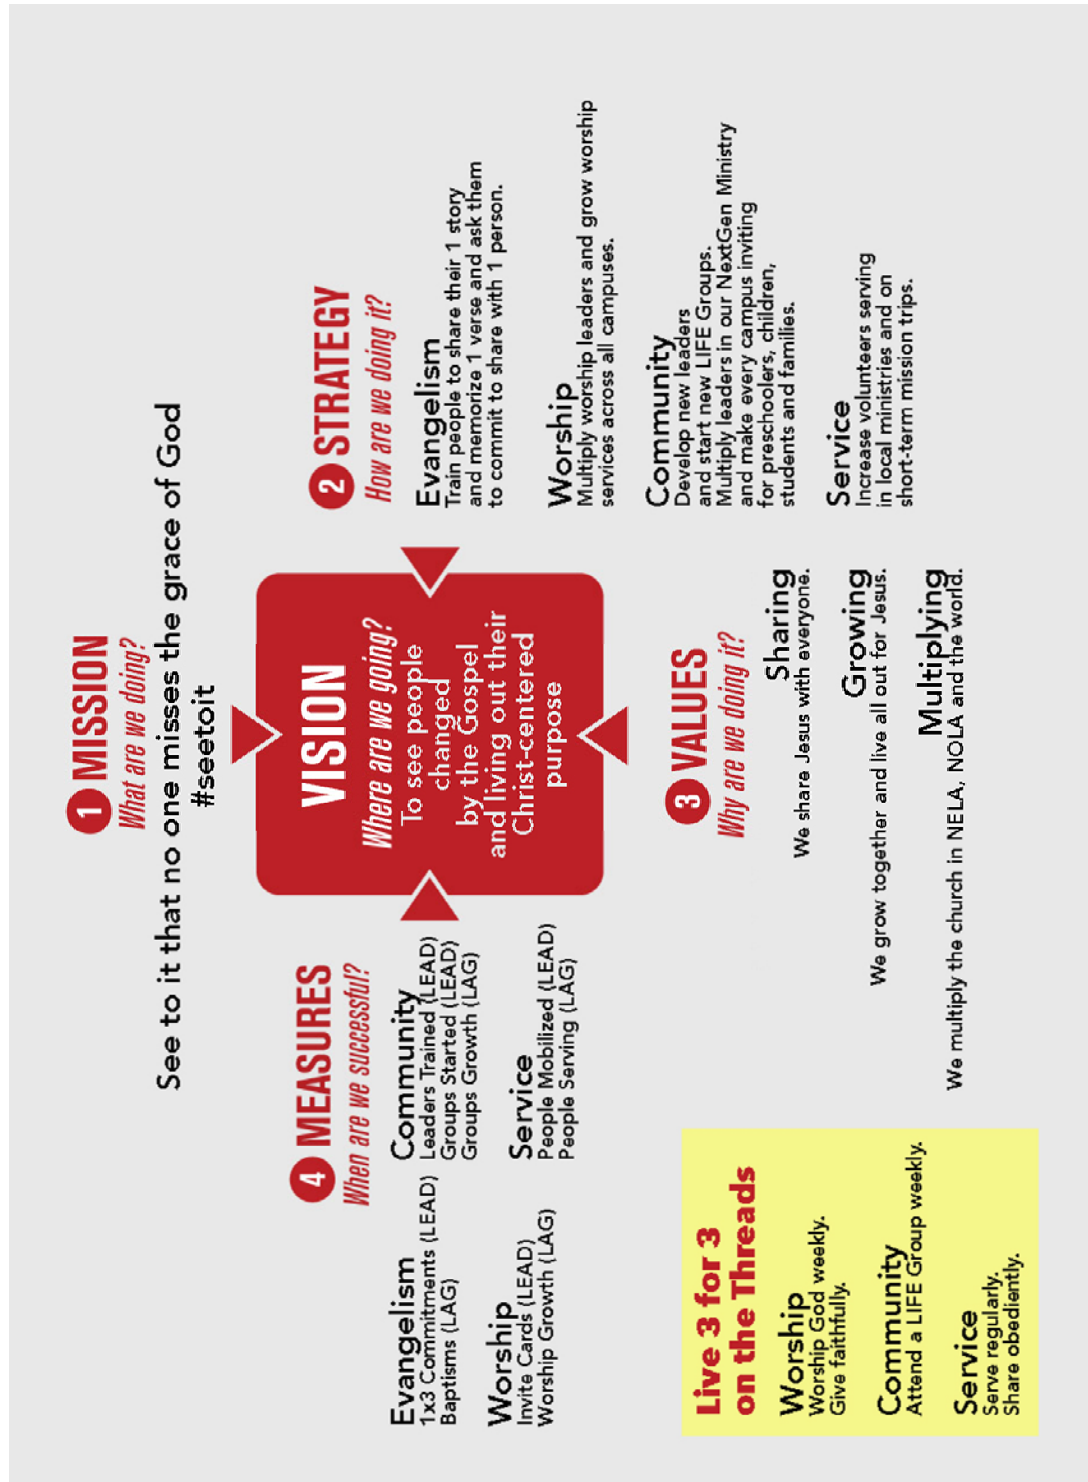 1 MISSION
What are we doing?
See to it that no one misses the grace of God
#seetoit
VISION
Where are we going?
To see people
changed
by the Gospel
and living out their
Christ-centered
purpose
2 STRATEGY
How are we doing it?
Evangelism
Train people to share their 1 story
and memorize 1 verse and ask them
to commit to share with 1 person.
Worship
Multiply worship leaders and grow worship
services across all campuses.
Community
Develop new leaders
and start new LIFE Groups.
Multiply leaders in our NextGen Ministry
and make every campus inviting
for preschoolers, children,
students and families.
Service
Increase volunteers serving
in local ministries and on
short-term mission trips.
3 VALUES
Why are we doing it?
Sharing
We share Jesus with everyone.
Growing
We grow together and live all out for Jesus.
Multiplying
We multiply the church in NELA, NOLA and the world.
4 MEASURES
When are we successful?
Evangelism
1x3 Commitments (LEAD)
Baptisms (LAG)
Worship
Invite Cards (LEAD)
Worship Growth (LAG)
Community
Leaders Trained (LEAD)
Groups Started (LEAD)
Groups Growth (LAG)
Service
People Mobilized (LEAD)
People Serving (LAG)
Live 3 for 3
on the Threads
Worship
Worship God weekly.
Give faithfully.
Community
Attend a LIFE Group weekly.
Service
Serve regularly.
Share obediently.